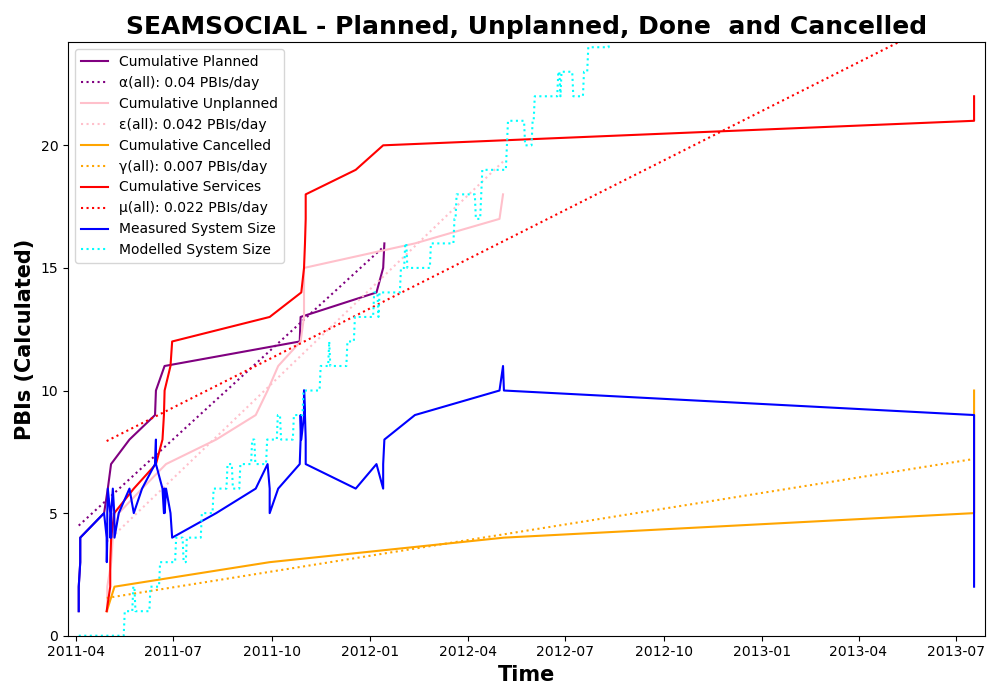 SEAMSOCIAL - Planned, Unplanned, Done  and Cancelled
Cumulative Planned
α(all): 0.04 PBIs/day
Cumulative Unplanned
ε(all): 0.042 PBIs/day
Cumulative Cancelled
γ(all): 0.007 PBIs/day
Cumulative Services
μ(all): 0.022 PBIs/day
Measured System Size
Modelled System Size
PBIs (Calculated)
20
15
10
5
0
2011-04 2011-07 2011-10 2012-01 2012-04 2012-07 2012-10 2013-01 2013-04 2013-07
Time